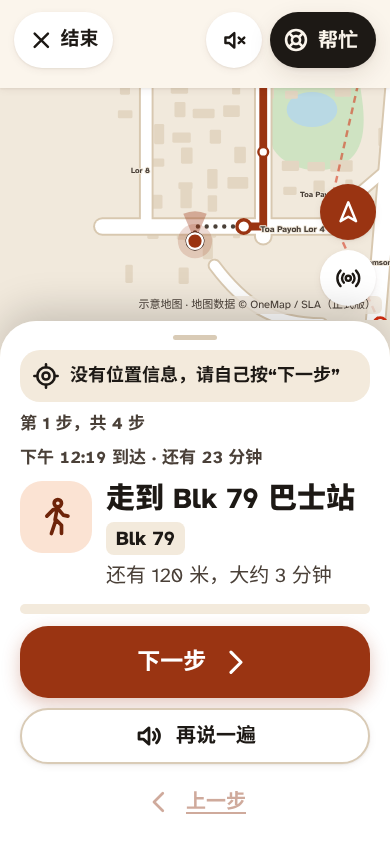 结束
帮忙
Lor 8
Toa Pay
Toa Payoh Lor 4
示意地图 · 地图数据 © OneMap / SLA（正式版）
没有位置信息，请自己按“下一步”
第 1 步，共 4 步
下午 12:19 到达 · 还有 23 分钟
走到 Blk 79 巴士站
Blk 79
还有 120 米，大约 3 分钟
下一步
再说一遍
上一步